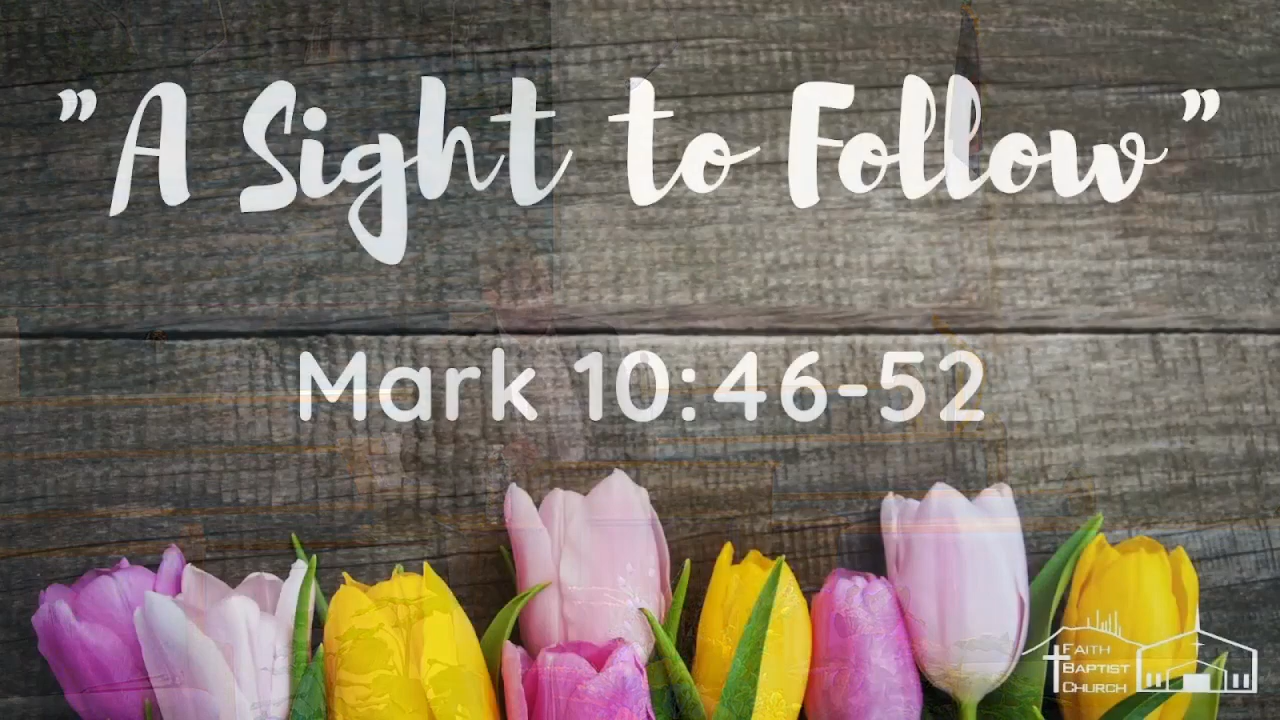 ”A Sight to Follow”
Mark 10:46-52
FAITH
BAPTIST
CHURCH